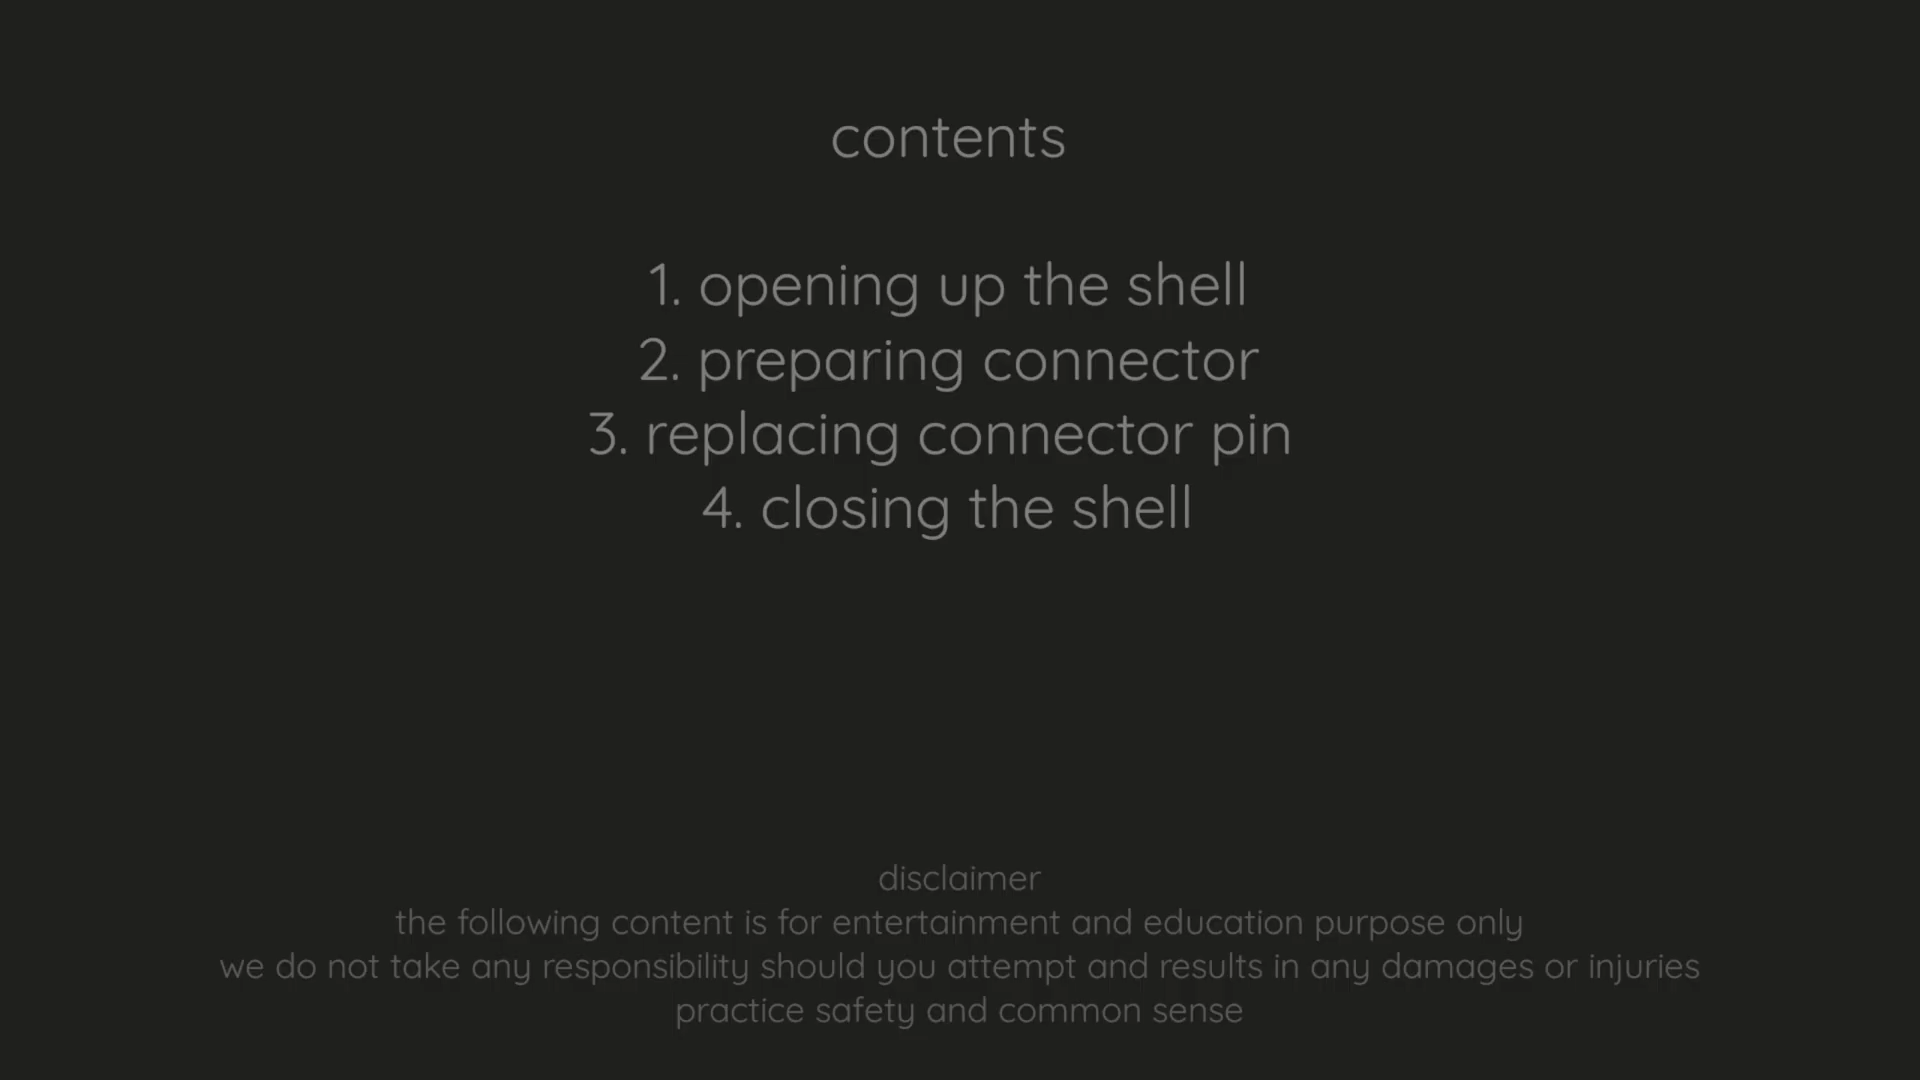 contents
1. opening up the shell
2. preparing connector
3. replacing connector pin
4. closing the shell
disclaimer
the following content is for entertainment and education purpose only
we do not take any responsibility should you attempt and results in any damages or injuries
practice safety and common sense